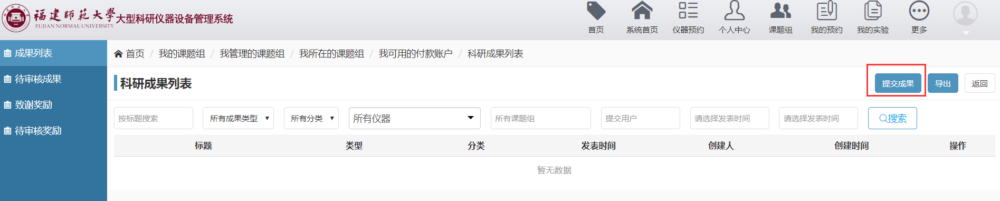 福建師範大學
FUJIAN NORMAL UNIVERSITY
大型科研仪器设备管理系统
首页
系统首页
仪器预约
个人中心
课题组
我的预约
我的实验
更多
成果列表
待审核成果
致谢奖励
待审核奖励
首页 / 我的课题组 / 我管理的课题组 / 我所在的课题组 / 我可用的付款账户 / 科研成果列表
科研成果列表
提交成果
导出
返回
按标题搜索
所有成果类型
所有分类
所有仪器
所有课题组
提交用户
请选择发表时间
请选择发表时间
搜索
标题 类型 分类 发表时间 创建人 创建时间 操作
暂无数据